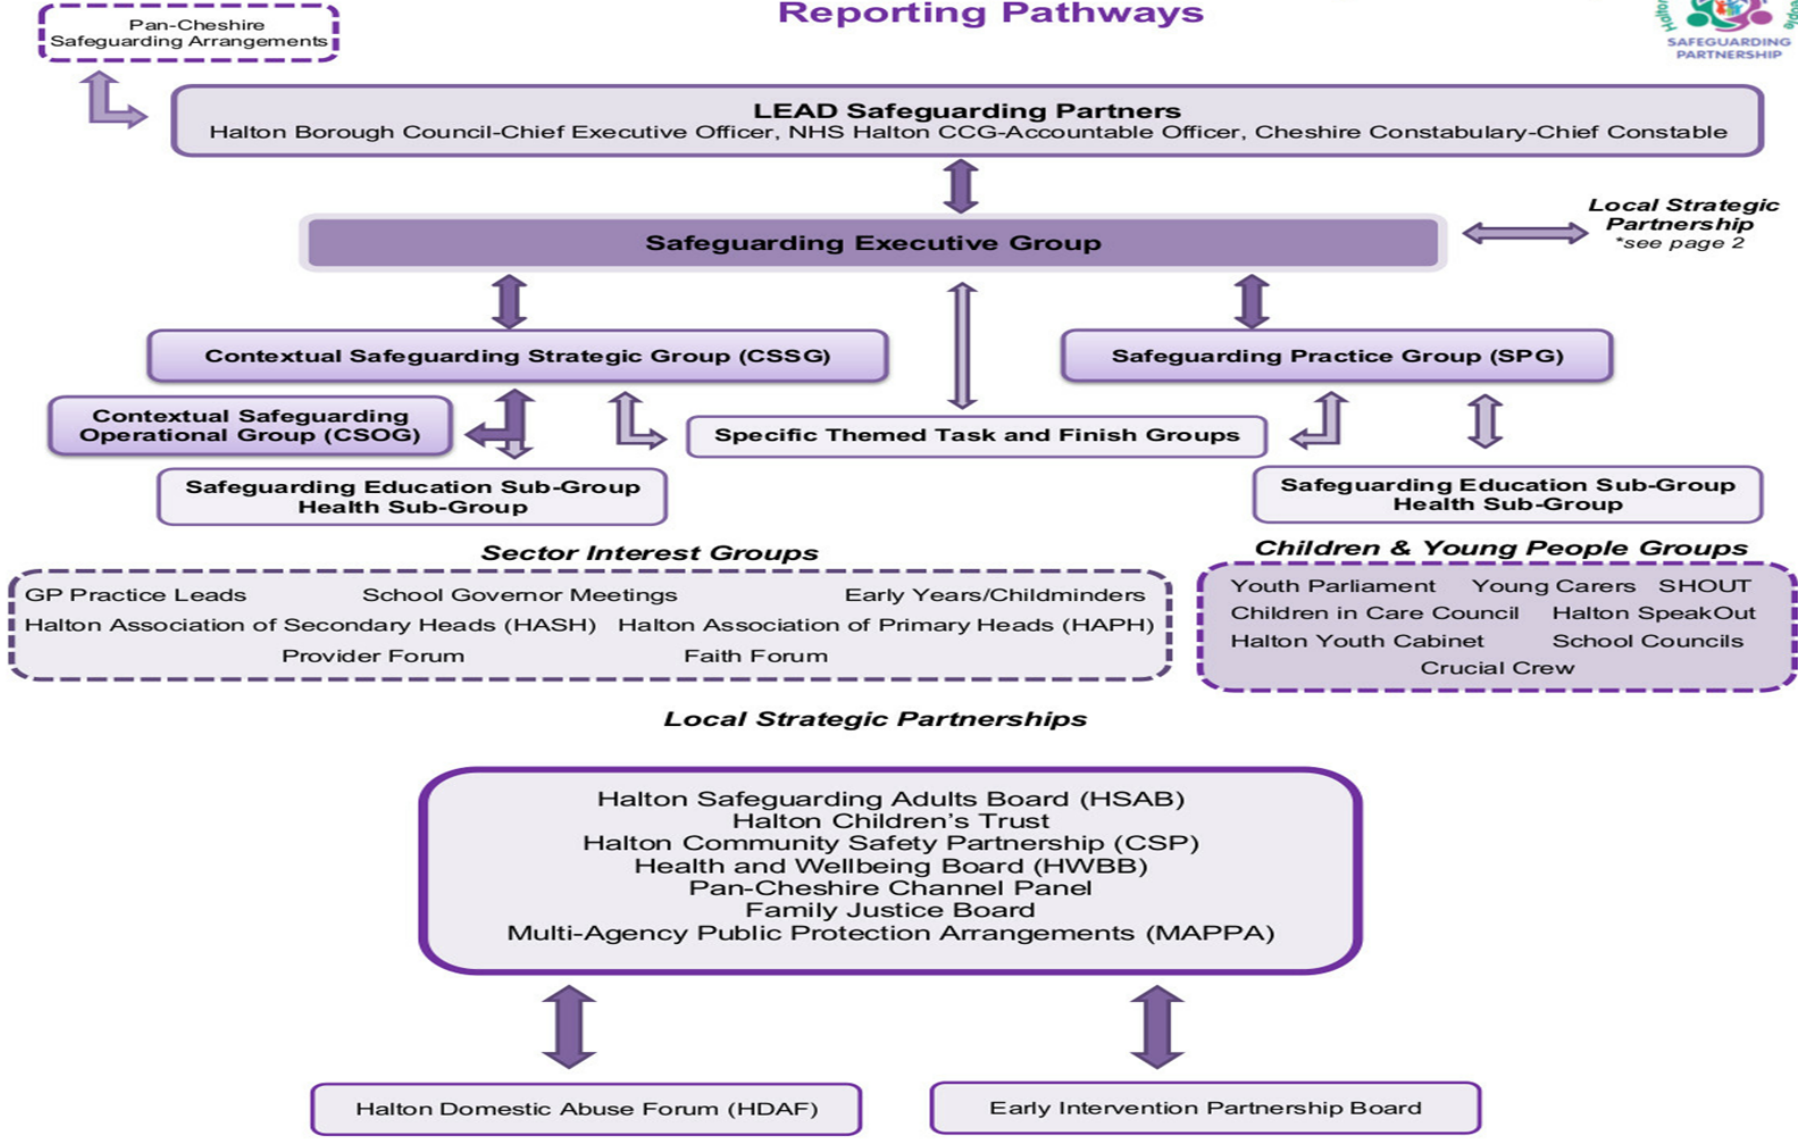 Pan-Cheshire
Safeguarding Arrangements
Reporting Pathways
Halton
SAFEGUARDING
PARTNERSHIP
LEAD Safeguarding Partners
Halton Borough Council-Chief Executive Officer, NHS Halton CCG-Accountable Officer, Cheshire Constabulary-Chief Constable
Safeguarding Executive Group
Local Strategic
Partnership
*see page 2
Contextual Safeguarding Strategic Group (CSSG)
Safeguarding Practice Group (SPG)
Contextual Safeguarding
Operational Group (CSOG)
Specific Themed Task and Finish Groups
Safeguarding Education Sub-Group
Health Sub-Group
Safeguarding Education Sub-Group
Health Sub-Group
Sector Interest Groups
GP Practice Leads School Governor Meetings Early Years/Childminders
Halton Association of Secondary Heads (HASH) Halton Association of Primary Heads (HAPH)
Provider Forum Faith Forum
Children & Young People Groups
Youth Parliament Young Carers SHOUT
Children in Care Council Halton SpeakOut
Halton Youth Cabinet School Councils
Crucial Crew
Local Strategic Partnerships
Halton Safeguarding Adults Board (HSAB)
Halton Children’s Trust
Halton Community Safety Partnership (CSP)
Health and Wellbeing Board (HWBB)
Pan-Cheshire Channel Panel
Family Justice Board
Multi-Agency Public Protection Arrangements (MAPPA)
Halton Domestic Abuse Forum (HDAF)
Early Intervention Partnership Board